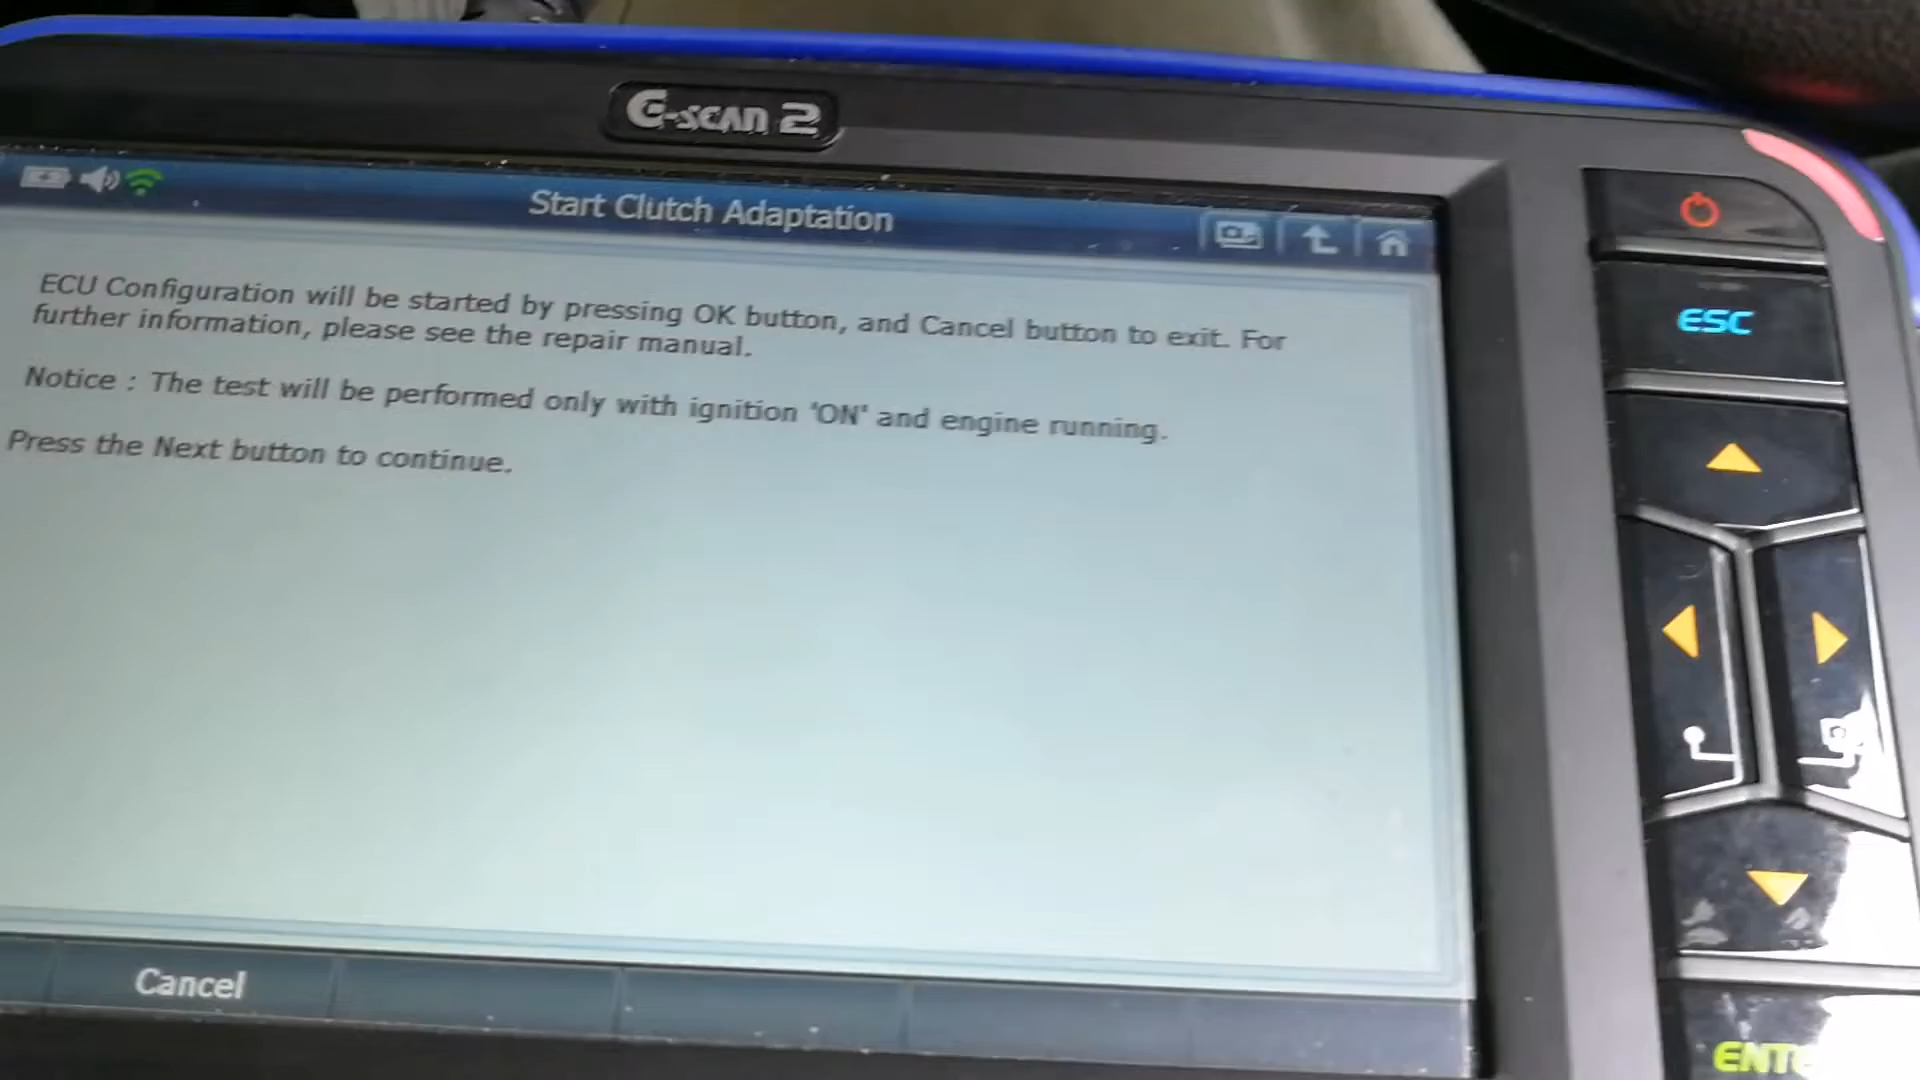 G-scan 2
Start Clutch Adaptation
ECU Configuration will be started by pressing OK button, and Cancel button to exit. For
further information, please see the repair manual.
Notice : The test will be performed only with ignition 'ON' and engine running.
Press the Next button to continue.
Cancel
ESC